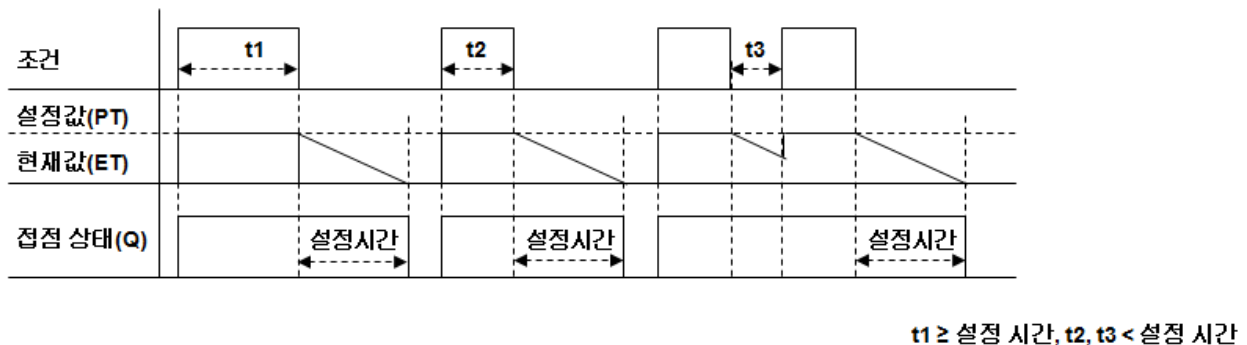 조건
t1
t2
t3
설정값(PT)
현재값(ET)
접점 상태(Q)
설정시간
설정시간
설정시간
t1 ≥ 설정 시간, t2, t3 < 설정 시간